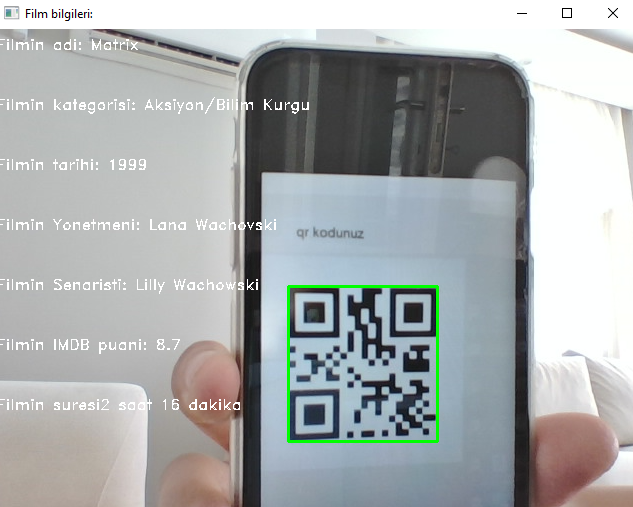 Film bilgileri:
Filmin adi: Matrix
Filmin kategorisi: Aksiyon/Bilim Kurgu
Filmin tarihi: 1999
Filmin Yonetmeni: Lana Wachovski
qr kodunuz
Filmin Senaristi: Lilly Wachowski
Filmin IMDB puani: 8.7
Filmin suresi2 saat 16 dakika